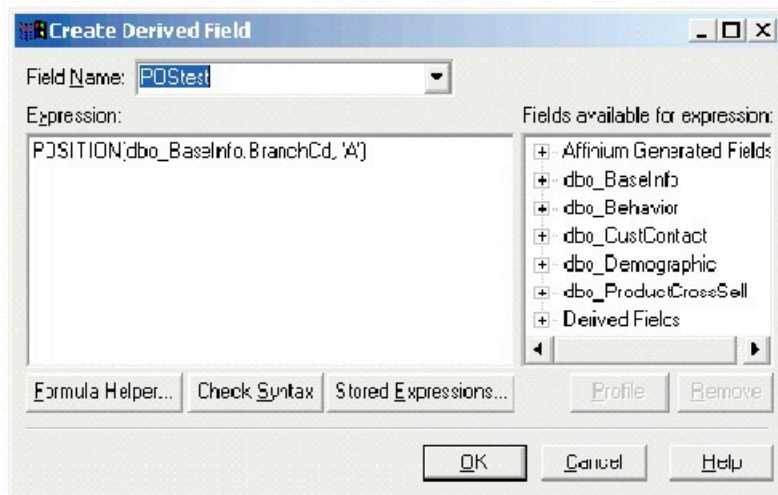 Create Derived Field
Field Name: POStest
Expression:
POSITION(dbo_BaseInfo.BranchCd, 'A')
Fields available for expression:
Affinium Generated Fields
dbo_BaseInfo
dbo_Behavior
dbo_CustContact
dbo_Demographic
dbo_ProductCrossSell
Derived Fields
Formula Helper... Check Syntax Stored Expressions... Profile Remove
OK Cancel Help